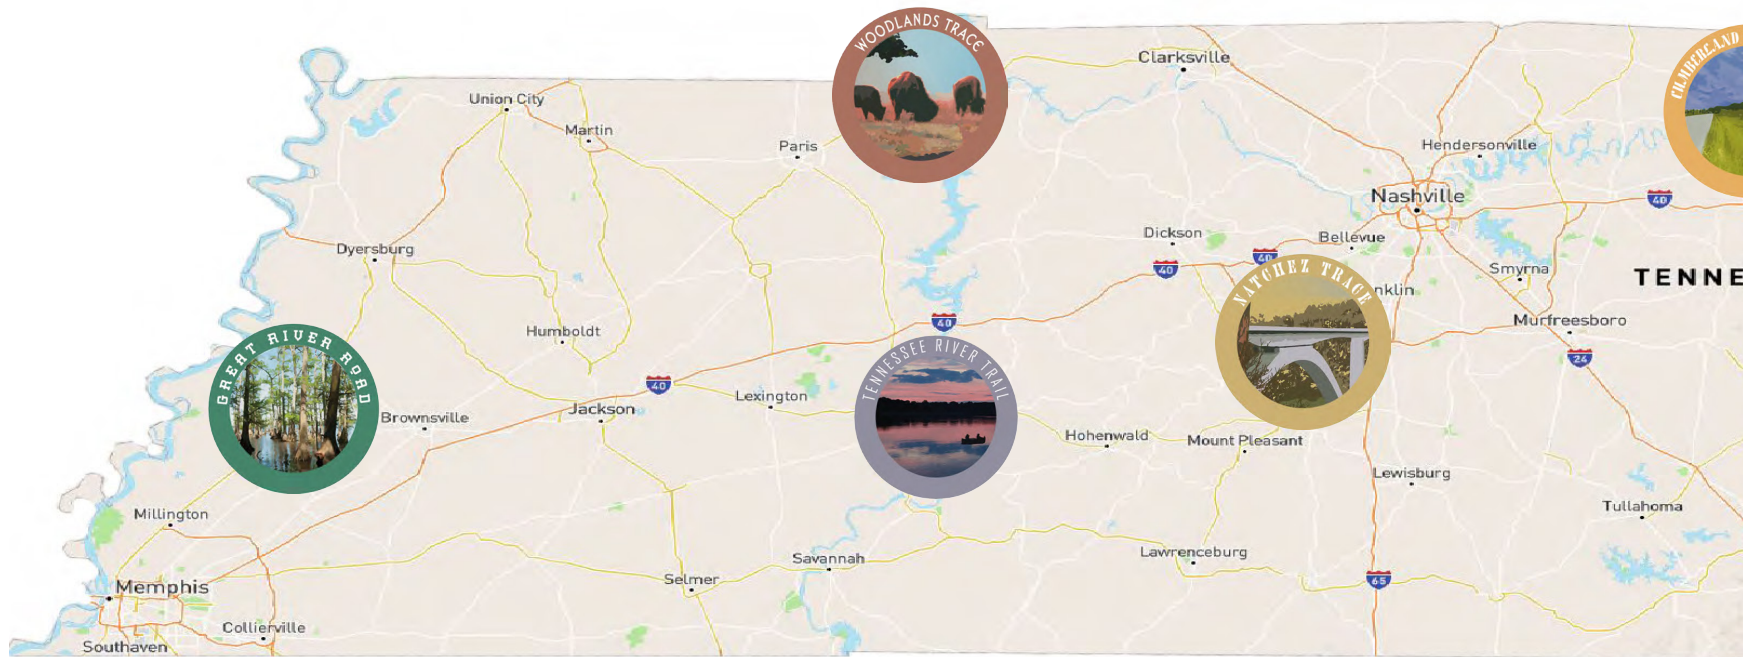 WOODLANDS TRACE
CUMBERLAND
Clarksville
Union City
Martin
Paris
Hendersonville
Nashville
40
Dickson
Bellevue
Dyersburg
40
40
Smyrna
TENNE
NATCHEZ TRACE
nklin
Humboldt
40
Murfreesboro
24
GREAT RIVER ROAD
TENNESSEE RIVER TRAIL
40
Lexington
Jackson
Brownsville
Hohenwald
Mount Pleasant
Lewisburg
Millington
Tullahoma
Savannah
Lawrenceburg
Selmer
65
Memphis
Collierville
Southaven